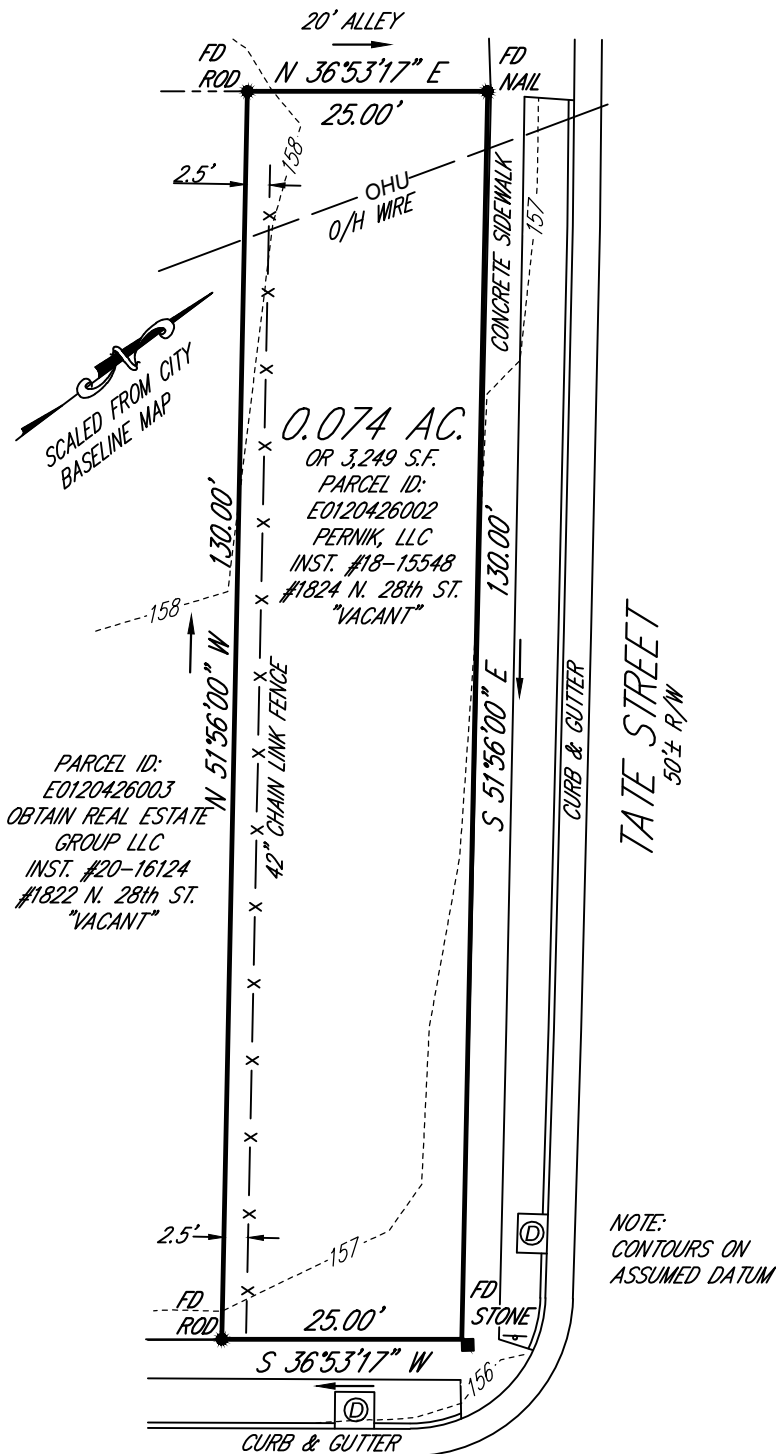 20' ALLEY
FD
ROD
N 36°53'17" E
FD
NAIL
25.00'
2.5'
158
OHU
O/H WIRE
CONCRETE SIDEWALK
157
N
SCALED FROM CITY
BASELINE MAP
0.074 AC.
OR 3,249 S.F.
PARCEL ID:
E0120426002
PERNIK, LLC
INST. #18-15548
#1824 N. 28th ST.
"VACANT"
130.00'
130.00'
158
N 51°56'00" W
S 51°56'00" E
42" CHAIN LINK FENCE
CURB & GUTTER
TATE STREET
50'± R/W
PARCEL ID:
E0120426003
OBTAIN REAL ESTATE
GROUP LLC
INST. #20-16124
#1822 N. 28th ST.
"VACANT"
2.5'
157
D
NOTE:
CONTOURS ON
ASSUMED DATUM
FD
ROD
25.00'
FD
STONE
S 36°53'17" W
156
D
CURB & GUTTER